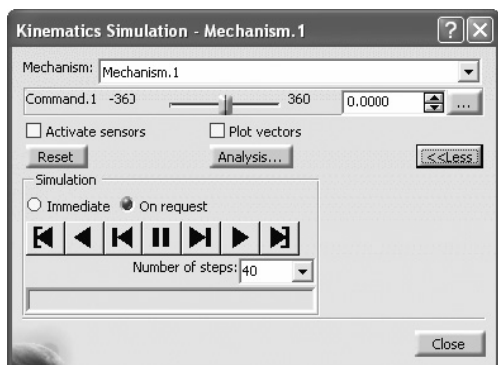 Kinematics Simulation - Mechanism.1
Mechanism: Mechanism.1
Command.1 -360 360 0.0000 ...
Activate sensors Plot vectors
Reset Analysis... <<Less
Simulation
Immediate On request
Number of steps: 40
Close